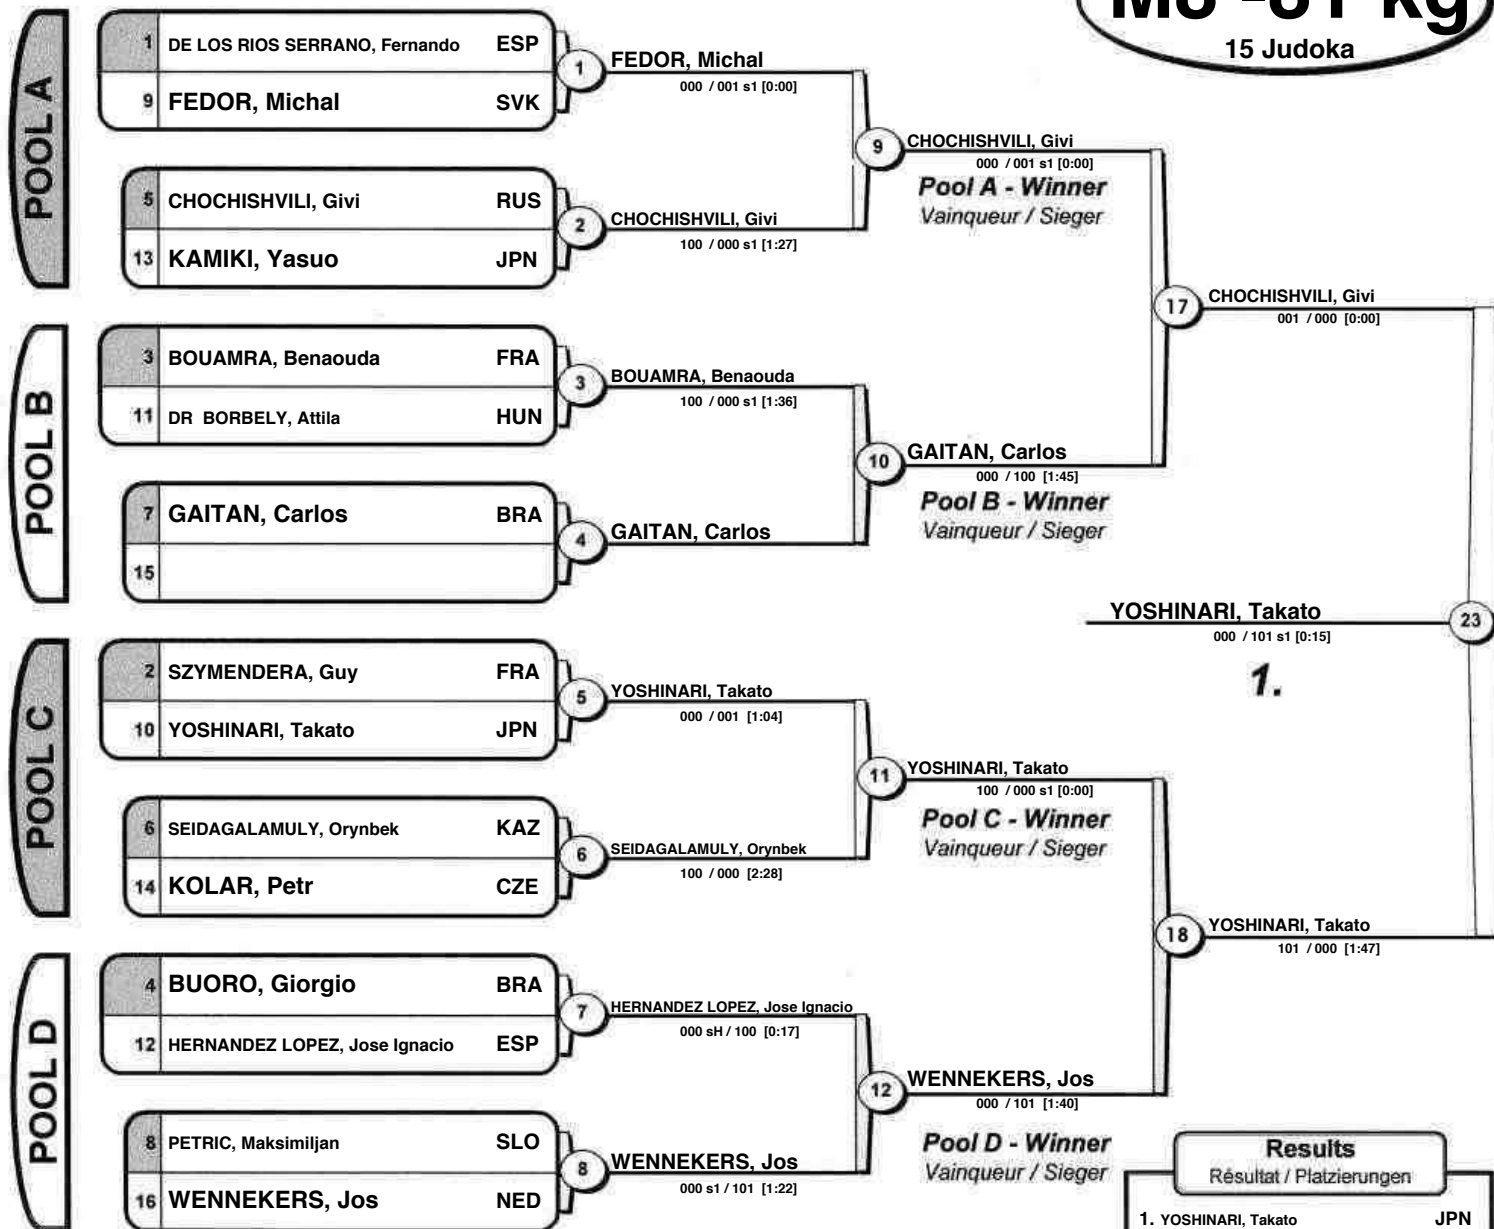 M8 -81 kg
15 Judoka
POOL A
1 DE LOS RIOS SERRANO, Fernando ESP
9 FEDOR, Michal SVK
1
FEDOR, Michal
000 / 001 s1 [0:00]
5 CHOCHISHVILI, Givi RUS
13 KAMIKI, Yasuo JPN
2
CHOCHISHVILI, Givi
100 / 000 s1 [1:27]
9
CHOCHISHVILI, Givi
000 / 001 s1 [0:00]
Pool A - Winner
Vainqueur / Sieger
POOL B
3 BOUAMRA, Benaouda FRA
11 DR BORBELY, Attila HUN
3
BOUAMRA, Benaouda
100 / 000 s1 [1:36]
7 GAITAN, Carlos BRA
15
4
GAITAN, Carlos
10
GAITAN, Carlos
000 / 100 [1:45]
Pool B - Winner
Vainqueur / Sieger
17
CHOCHISHVILI, Givi
001 / 000 [0:00]
YOSHINARI, Takato
000 / 101 s1 [0:15]
1.
23
POOL C
2 SZYMENDERA, Guy FRA
10 YOSHINARI, Takato JPN
5
YOSHINARI, Takato
000 / 001 [1:04]
6 SEIDAGALAMULY, Orynbek KAZ
14 KOLAR, Petr CZE
6
SEIDAGALAMULY, Orynbek
100 / 000 [2:28]
11
YOSHINARI, Takato
100 / 000 s1 [0:00]
Pool C - Winner
Vainqueur / Sieger
18
YOSHINARI, Takato
101 / 000 [1:47]
POOL D
4 BUORO, Giorgio BRA
12 HERNANDEZ LOPEZ, Jose Ignacio ESP
7
HERNANDEZ LOPEZ, Jose Ignacio
000 sH / 100 [0:17]
8 PETRIC, Maksimiljan SLO
16 WENNEKERS, Jos NED
8
WENNEKERS, Jos
000 s1 / 101 [1:22]
12
WENNEKERS, Jos
000 / 101 [1:40]
Pool D - Winner
Vainqueur / Sieger
Results
Résultat / Platzierungen
1. YOSHINARI, Takato JPN